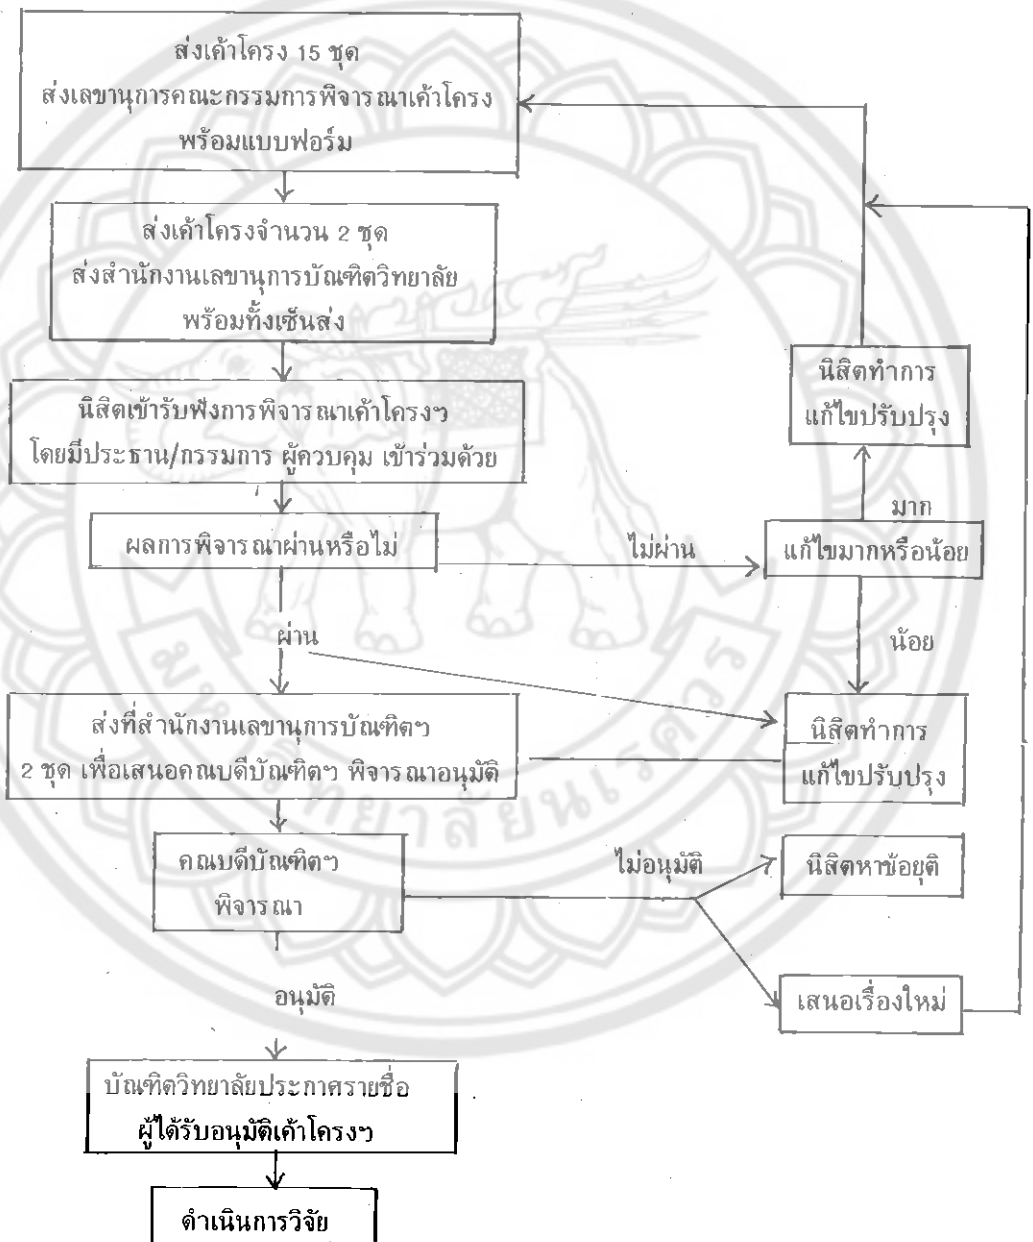 ส่งเค้าโครง 15 ชุด
ส่งเลขานุการคณะกรรมการพิจารณาเค้าโครง
พร้อมแบบฟอร์ม
ส่งเค้าโครงจำนวน 2 ชุด
ส่งสำนักงานเลขานุการบัณฑิตวิทยาลัย
พร้อมทั้งเซ็นส่ง
นิสิตทำการ
แก้ไขปรับปรุง
นิสิตเข้ารับฟังการพิจารณาเค้าโครงฯ
โดยมีประธาน/กรรมการ ผู้ควบคุม เข้าร่วมด้วย
มาก
ผลการพิจารณาผ่านหรือไม่
ไม่ผ่าน
แก้ไขมากหรือน้อย
ผ่าน
น้อย
ส่งที่สำนักงานเลขานุการบัณฑิตฯ
2 ชุด เพื่อเสนอคณบดีบัณฑิตฯ พิจารณาอนุมัติ
นิสิตทำการ
แก้ไขปรับปรุง
คณบดีบัณฑิตฯ
พิจารณา
ไม่อนุมัติ
นิสิตหาข้อยุติ
เสนอเรื่องใหม่
อนุมัติ
บัณฑิตวิทยาลัยประกาศรายชื่อ
ผู้ได้รับอนุมัติเค้าโครงฯ
ดำเนินการวิจัย
มหาวิทยาลัยนเรศวร